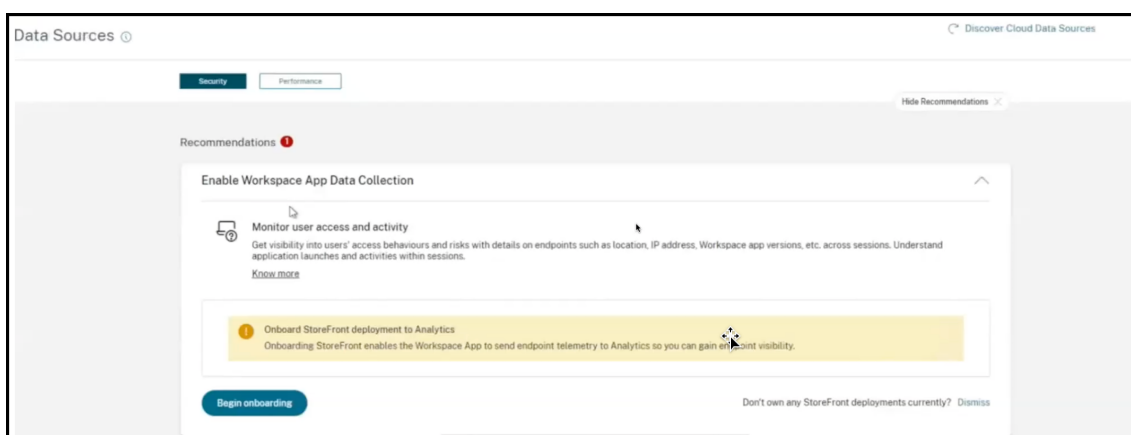 Data Sources
Discover Cloud Data Sources
Security
Performance
Hide Recommendations
Recommendations 1
Enable Workspace App Data Collection
Monitor user access and activity
Get visibility into users' access behaviours and risks with details on endpoints such as location, IP address, Workspace app versions, etc. across sessions. Understand
application launches and activities within sessions.
Know more
Onboard StoreFront deployment to Analytics
Onboarding StoreFront enables the Workspace App to send endpoint telemetry to Analytics so you can gain endpoint visibility.
Begin onboarding
Don't own any StoreFront deployments currently? Dismiss